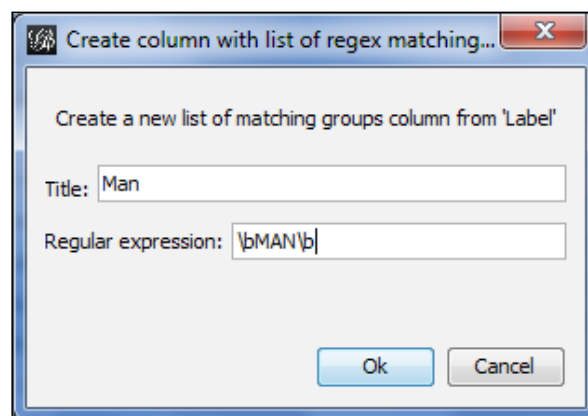 Create column with list of regex matching...
Create a new list of matching groups column from 'Label'
Title: Man
Regular expression: \bMAN\b
Ok Cancel